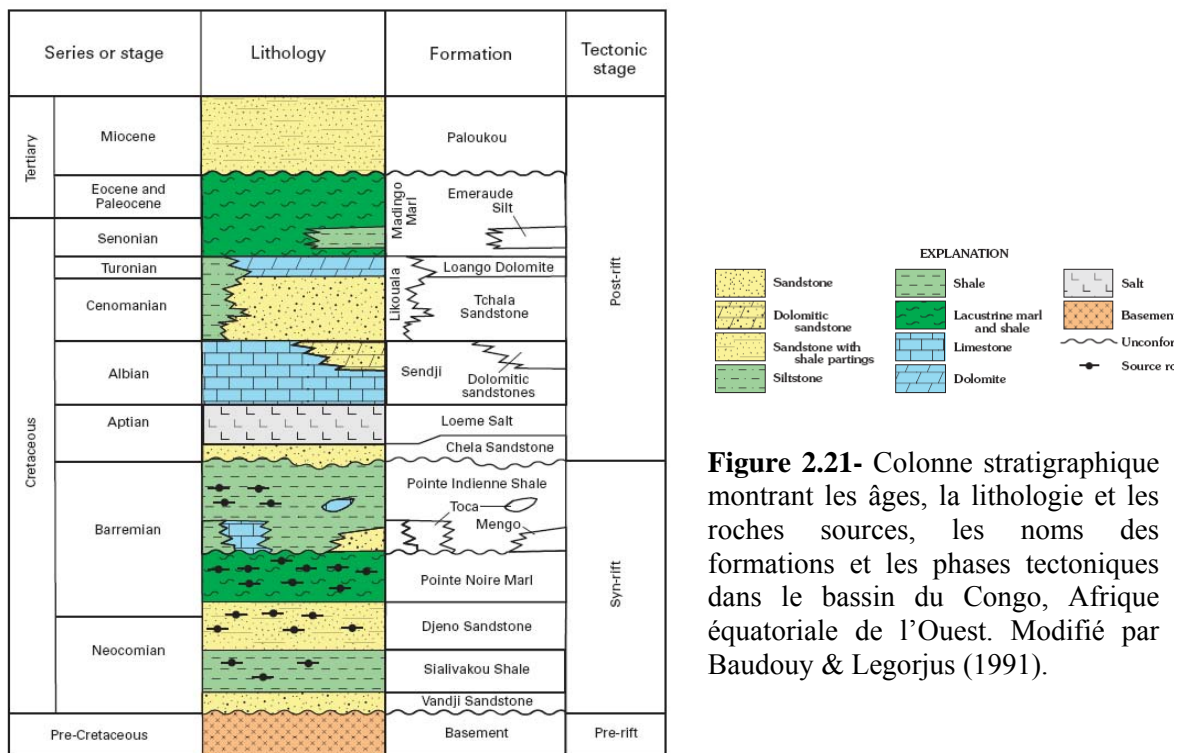 Series or stage
Lithology
Formation
Tectonic
stage
Tertiary
Miocene
Paloukou
Eocene and
Paleocene
Madingo
Marl
Emeraude
Silt
Cretaceous
Senonian
Turonian
Likouala
Loango Dolomite
Cenomanian
Tchala
Sandstone
Post-rift
Albian
Sendji
Dolomitic
sandstones
Aptian
Loeme Salt
Chela Sandstone
Barremian
Pointe Indienne Shale
Toca
Mengo
Pointe Noire Marl
Syn-rift
Neocomian
Djeno Sandstone
Sialivakou Shale
Vandji Sandstone
Pre-Cretaceous
Basement
Pre-rift
EXPLANATION
Sandstone
Dolomitic
sandstone
Sandstone with
shale partings
Siltstone
Shale
Lacustrine marl
and shale
Limestone
Dolomite
Salt
Basemen
Unconfor
Source ro
Figure 2.21- Colonne stratigraphique
montrant les âges, la lithologie et les
roches sources, les noms des
formations et les phases tectoniques
dans le bassin du Congo, Afrique
équatoriale de l’Ouest. Modifié par
Baudouy & Legorjus (1991).